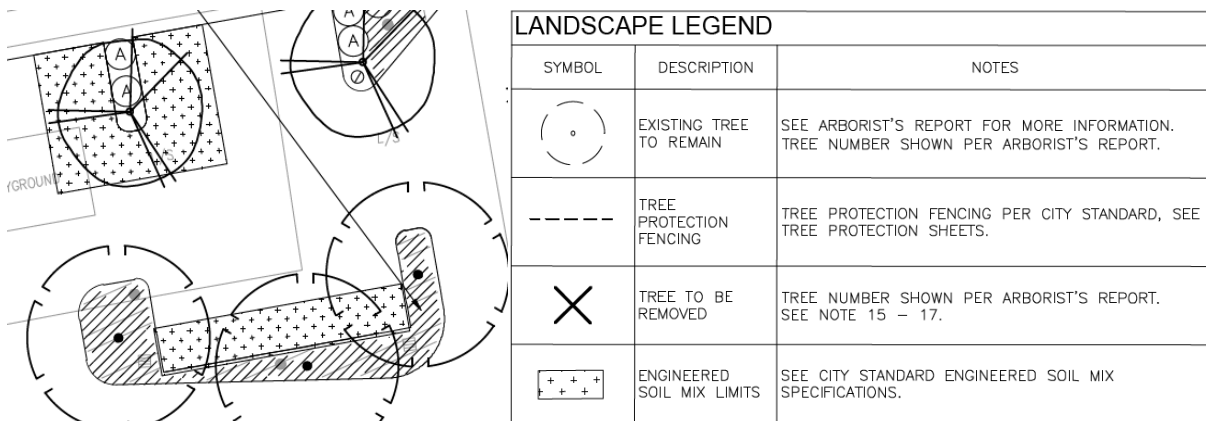 A
A
A
A
L/S
YGROUND
LANDSCAPE LEGEND
SYMBOL DESCRIPTION NOTES
EXISTING TREE
TO REMAIN
SEE ARBORIST'S REPORT FOR MORE INFORMATION.
TREE NUMBER SHOWN PER ARBORIST'S REPORT.
TREE
PROTECTION
FENCING
TREE PROTECTION FENCING PER CITY STANDARD, SEE
TREE PROTECTION SHEETS.
TREE TO BE
REMOVED
TREE NUMBER SHOWN PER ARBORIST'S REPORT.
SEE NOTE 15 – 17.
ENGINEERED
SOIL MIX LIMITS
SEE CITY STANDARD ENGINEERED SOIL MIX
SPECIFICATIONS.